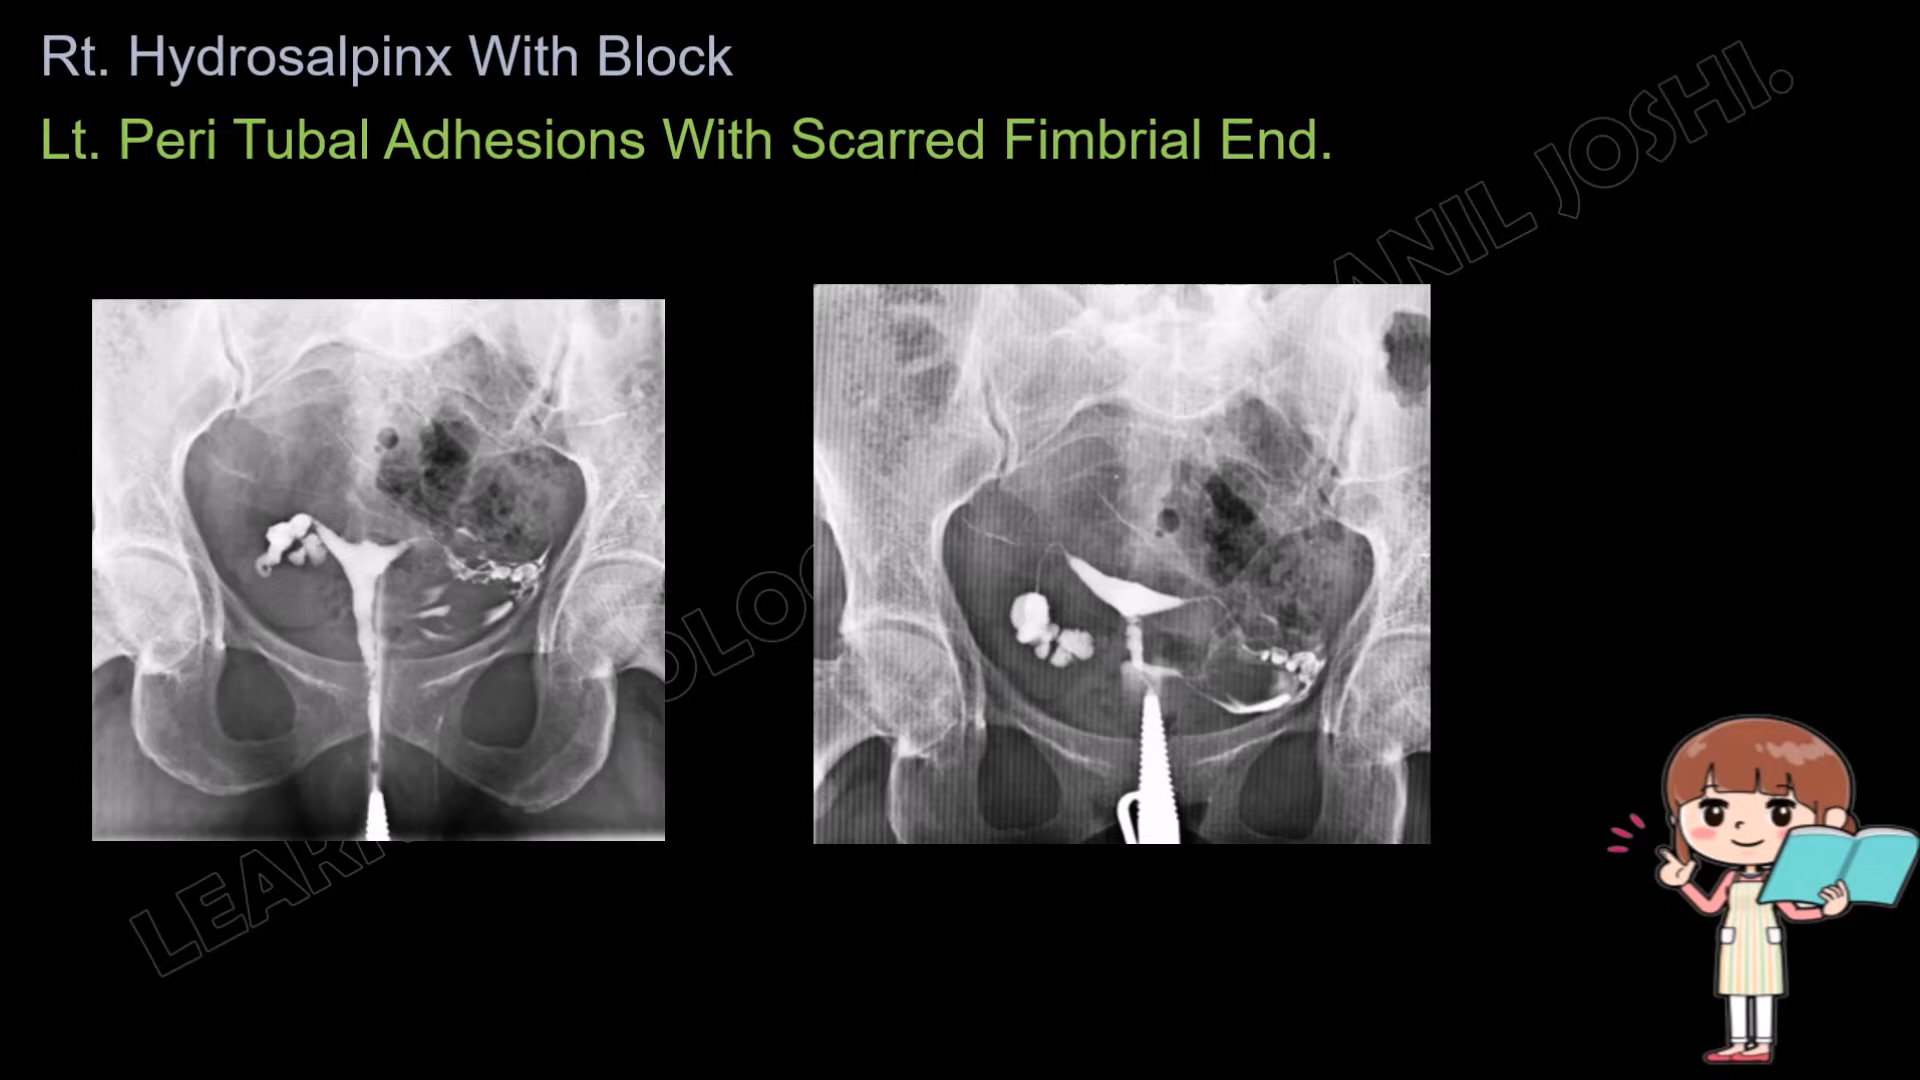 Rt. Hydrosalpinx With Block
Lt. Peri Tubal Adhesions With Scarred Fimbrial End.
ANIL JOSHI.